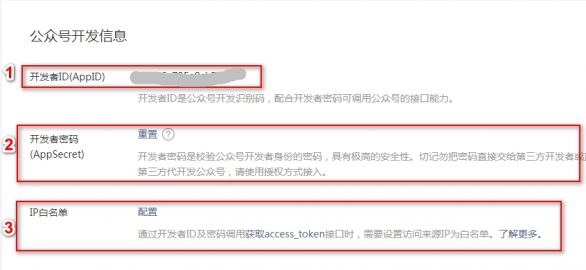 公众号开发信息
1
开发者ID(AppID)
开发者ID是公众号开发识别码，配合开发者密码可调用公众号的接口能力。
2
开发者密码 重置 ?
(AppSecret)
开发者密码是校验公众号开发者身份的密码，具有极高的安全性。切记勿把密码直接交给第三方开发者或
第三方代开发公众号，请使用授权方式接入。
3
IP白名单 配置
通过开发者ID及密码调用获取access_token接口时，需要设置访问来源IP为白名单。了解更多。